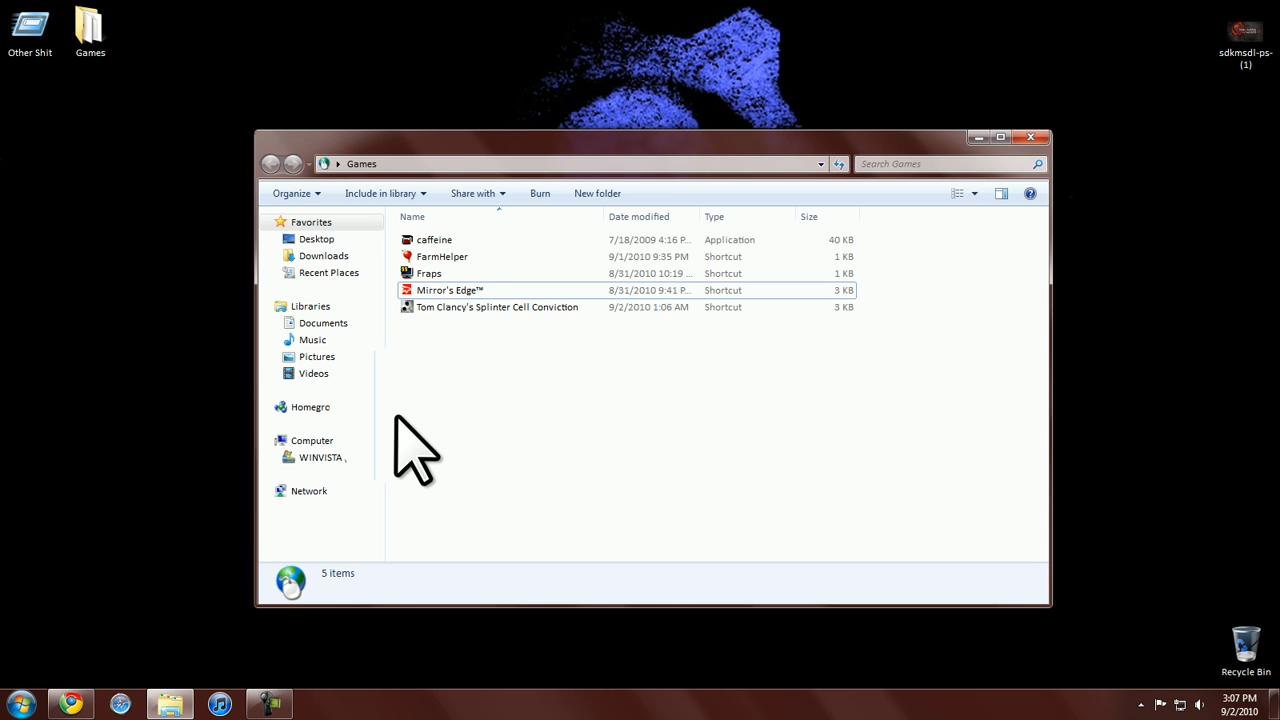 Other Shit
Games
sdkmsdl-ps-
(1)
Games
Search Games
Organize
Include in library
Share with
Burn
New folder
Name
Date modified
Type
Size
Favorites
Desktop
Downloads
Recent Places
Libraries
Documents
Music
Pictures
Videos
Homegro
Computer
WINVISTA
Network
caffeine 7/18/2009 4:16 P... Application 40 KB
FarmHelper 9/1/2010 9:35 PM Shortcut 1 KB
Fraps 8/31/2010 10:19 ... Shortcut 1 KB
Mirror's Edge™ 8/31/2010 9:41 P... Shortcut 3 KB
Tom Clancy's Splinter Cell Conviction 9/2/2010 1:06 AM Shortcut 3 KB
5 items
Recycle Bin
3:07 PM
9/2/2010